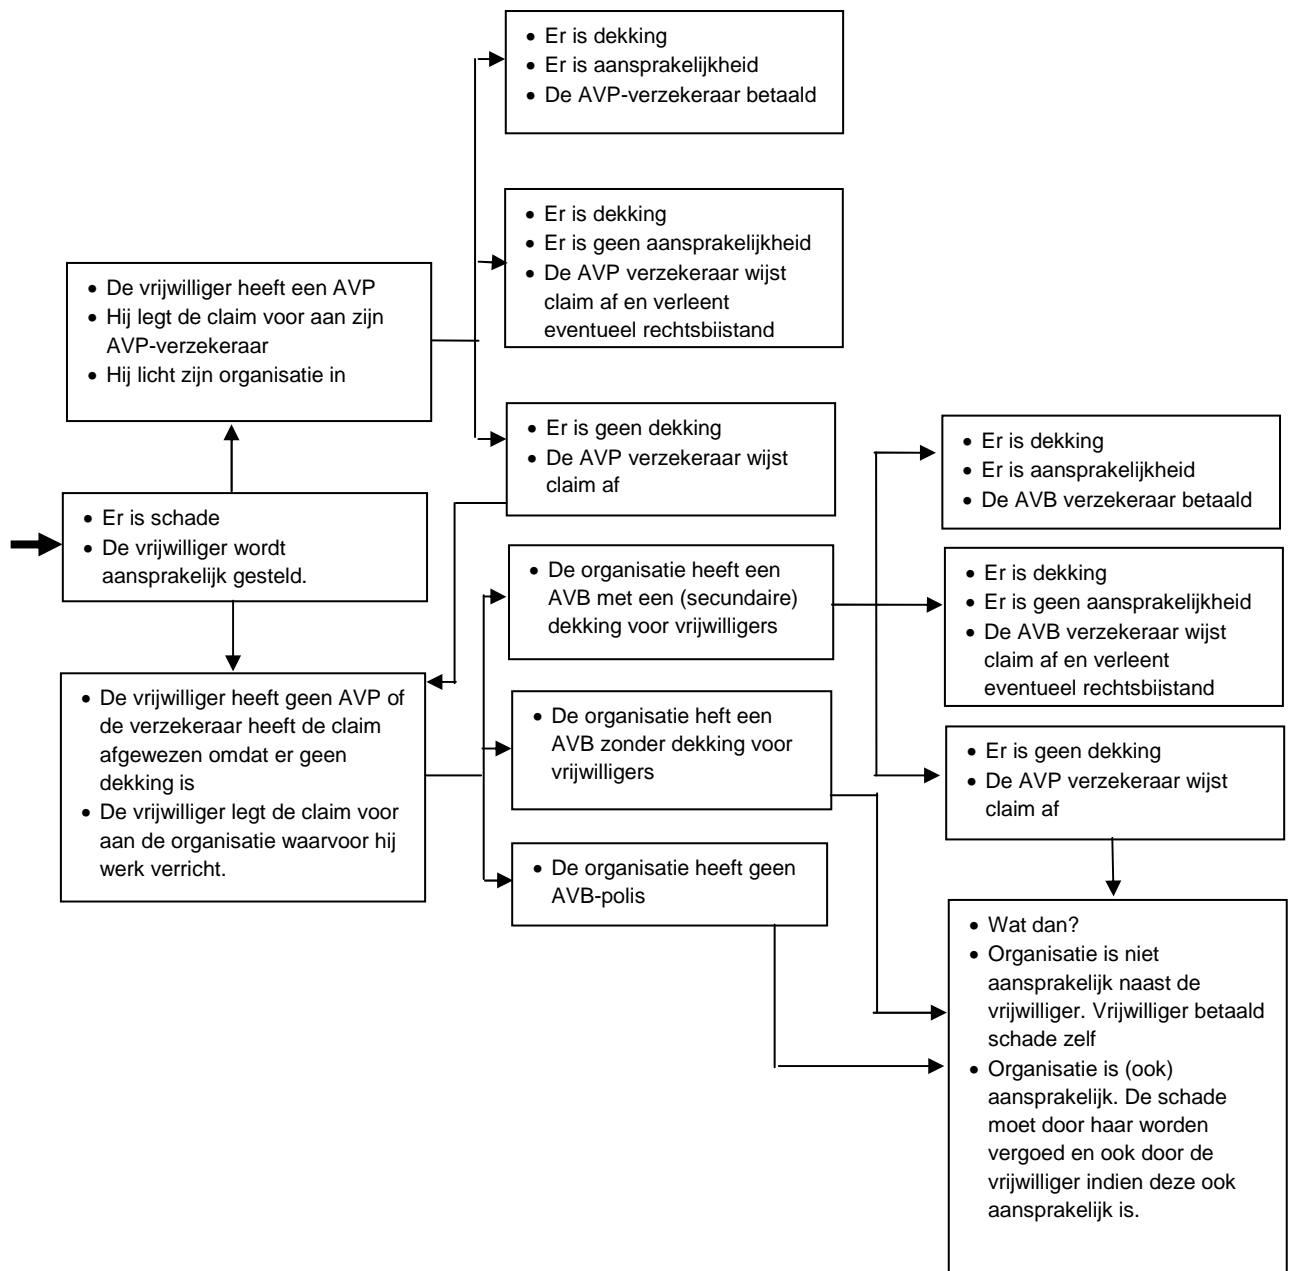 • Er is dekking
• Er is aansprakelijkheid
• De AVP-verzekeraar betaald
• Er is dekking
• Er is geen aansprakelijkheid
• De AVP verzekeraar wijst
claim af en verleent
eventueel rechtsbijstand
• De vrijwilliger heeft een AVP
• Hij legt de claim voor aan zijn
AVP-verzekeraar
• Hij licht zijn organisatie in
• Er is geen dekking
• De AVP verzekeraar wijst
claim af
• Er is schade
• De vrijwilliger wordt
aansprakelijk gesteld.
• De vrijwilliger heeft geen AVP of
de verzekeraar heeft de claim
afgewezen omdat er geen
dekking is
• De vrijwilliger legt de claim voor
aan de organisatie waarvoor hij
werk verricht.
• De organisatie heeft een
AVB met een (secundaire)
dekking voor vrijwilligers
• De organisatie heft een
AVB zonder dekking voor
vrijwilligers
• De organisatie heeft geen
AVB-polis
• Er is dekking
• Er is aansprakelijkheid
• De AVB verzekeraar betaald
• Er is dekking
• Er is geen aansprakelijkheid
• De AVB verzekeraar wijst
claim af en verleent
eventueel rechtsbijstand
• Er is geen dekking
• De AVP verzekeraar wijst
claim af
• Wat dan?
• Organisatie is niet
aansprakelijk naast de
vrijwilliger. Vrijwilliger betaald
schade zelf
• Organisatie is (ook)
aansprakelijk. De schade
moet door haar worden
vergoed en ook door de
vrijwilliger indien deze ook
aansprakelijk is.